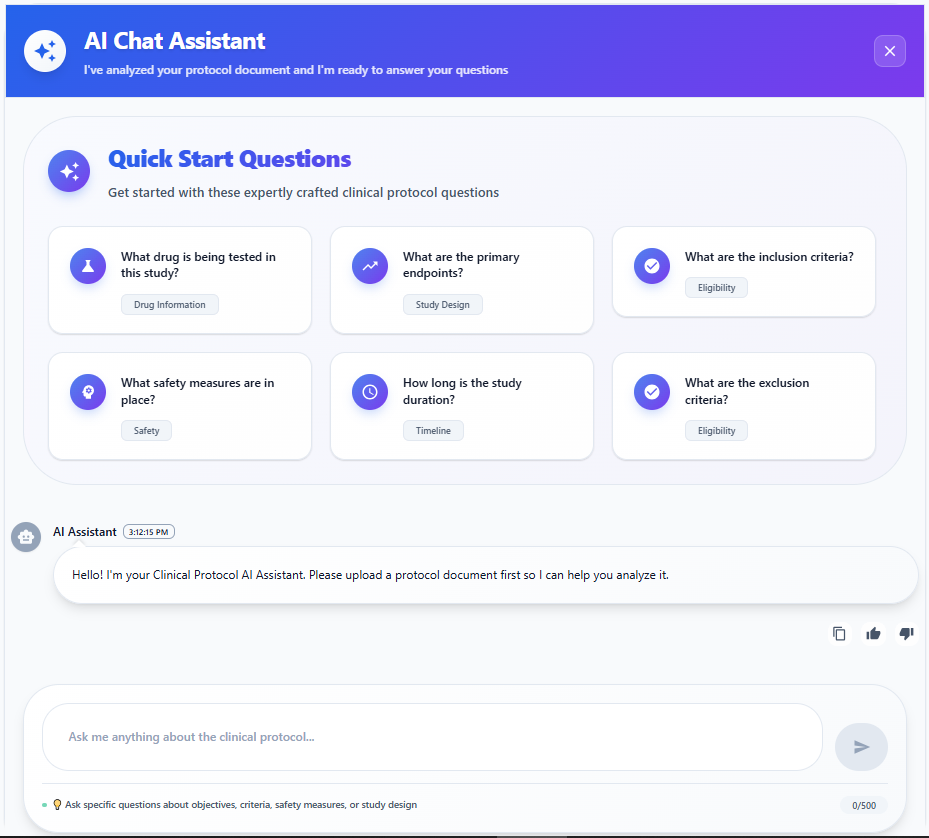 AI Chat Assistant
I've analyzed your protocol document and I'm ready to answer your questions
Quick Start Questions
Get started with these expertly crafted clinical protocol questions
What drug is being tested in
this study?
Drug Information
What are the primary
endpoints?
Study Design
What are the inclusion criteria?
Eligibility
What safety measures are in
place?
Safety
How long is the study
duration?
Timeline
What are the exclusion
criteria?
Eligibility
AI Assistant 3:12:15 PM
Hello! I'm your Clinical Protocol AI Assistant. Please upload a protocol document first so I can help you analyze it.
Ask me anything about the clinical protocol...
Ask specific questions about objectives, criteria, safety measures, or study design
0/500